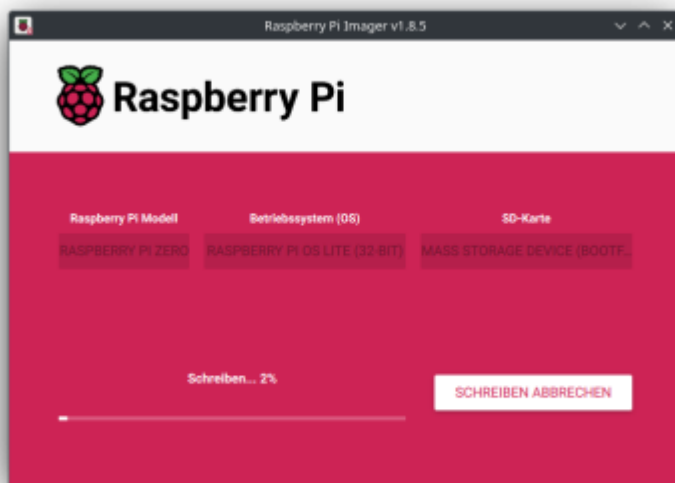 Raspberry Pi Imager v1.8.5
Raspberry Pi
Raspberry Pi Modell
Betriebssystem (OS)
SD-Karte
RASPBERRY PI ZERO
RASPBERRY PI OS LITE (32-BIT)
MASS STORAGE DEVICE (BOOTF...
Schreiben... 2%
SCHREIBEN ABBRECHEN